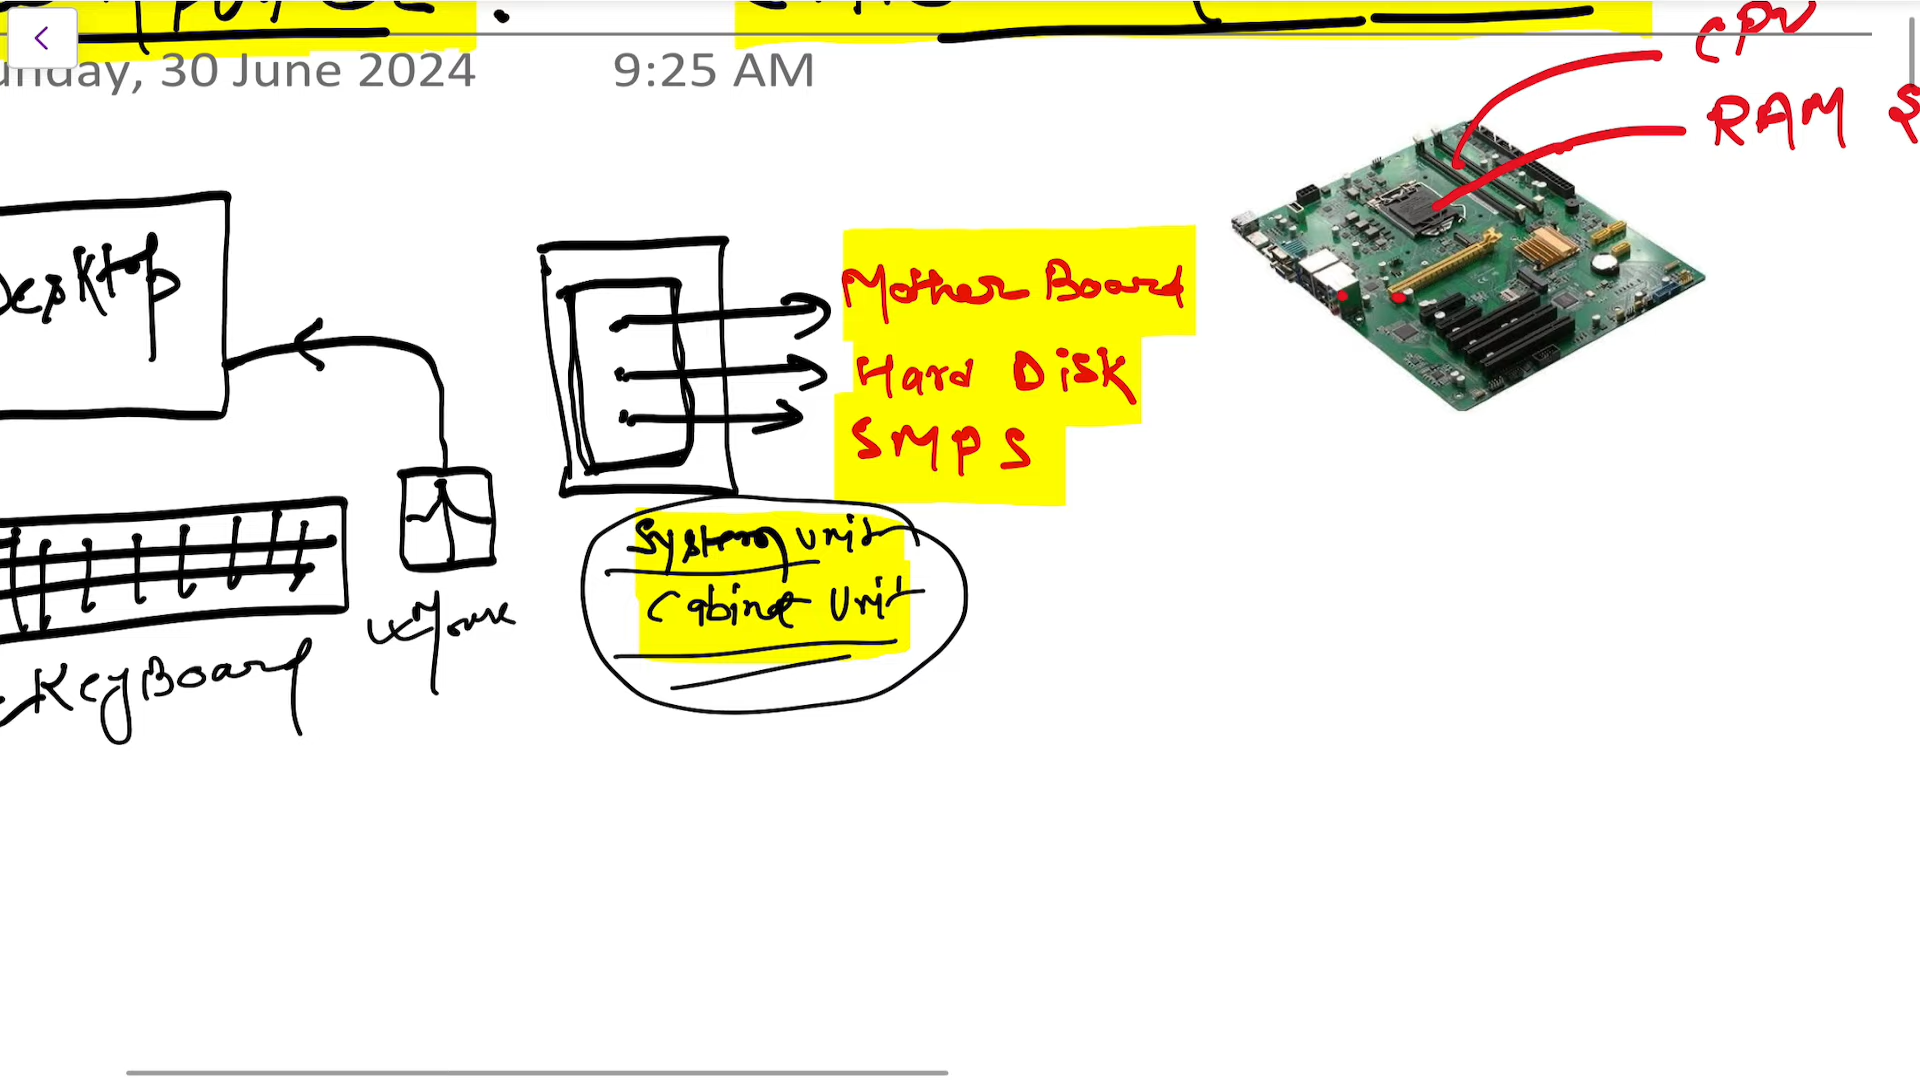 unday, 30 June 2024 9:25 AM
CPU
RAM
Desktop
Mother Board
Hard Disk
SMPS
System unit
Cabinet Unit
Mouse
KeyBoard